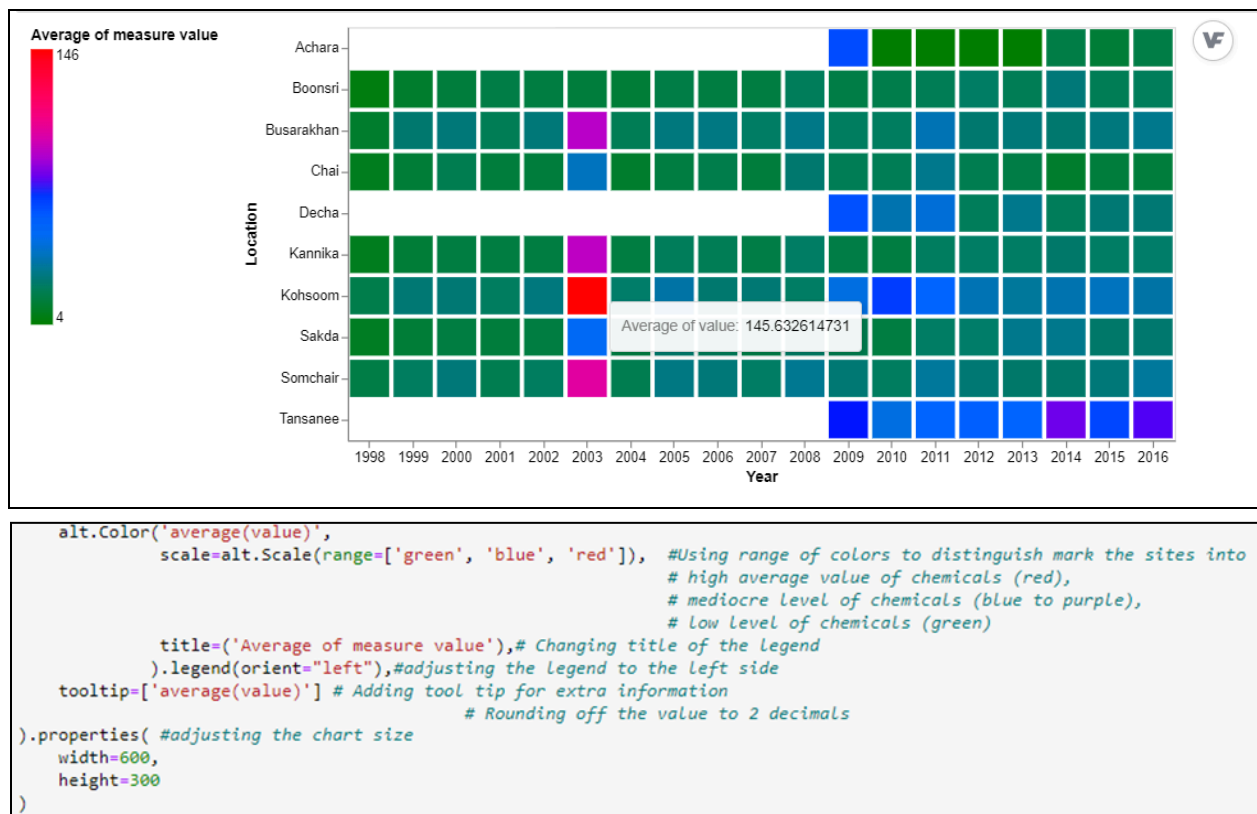 Average of measure value
146
4
Location
Achara
Boonsri
Busarakhan
Chai
Decha
Kannika
Kohsoom
Sakda
Somchair
Tansanee
Average of value: 145.632614731
1998 1999 2000 2001 2002 2003 2004 2005 2006 2007 2008 2009 2010 2011 2012 2013 2014 2015 2016
Year
VF
alt.Color('average(value)',
scale=alt.Scale(range=['green', 'blue', 'red']), #Using range of colors to distinguish mark the sites into
# high average value of chemicals (red),
# mediocre level of chemicals (blue to purple),
# low level of chemicals (green)
title=('Average of measure value'),# Changing title of the legend
).legend(orient="left"),#adjusting the legend to the left side
tooltip=['average(value)'] # Adding tool tip for extra information
# Rounding off the value to 2 decimals
).properties( #adjusting the chart size
width=600,
height=300
)